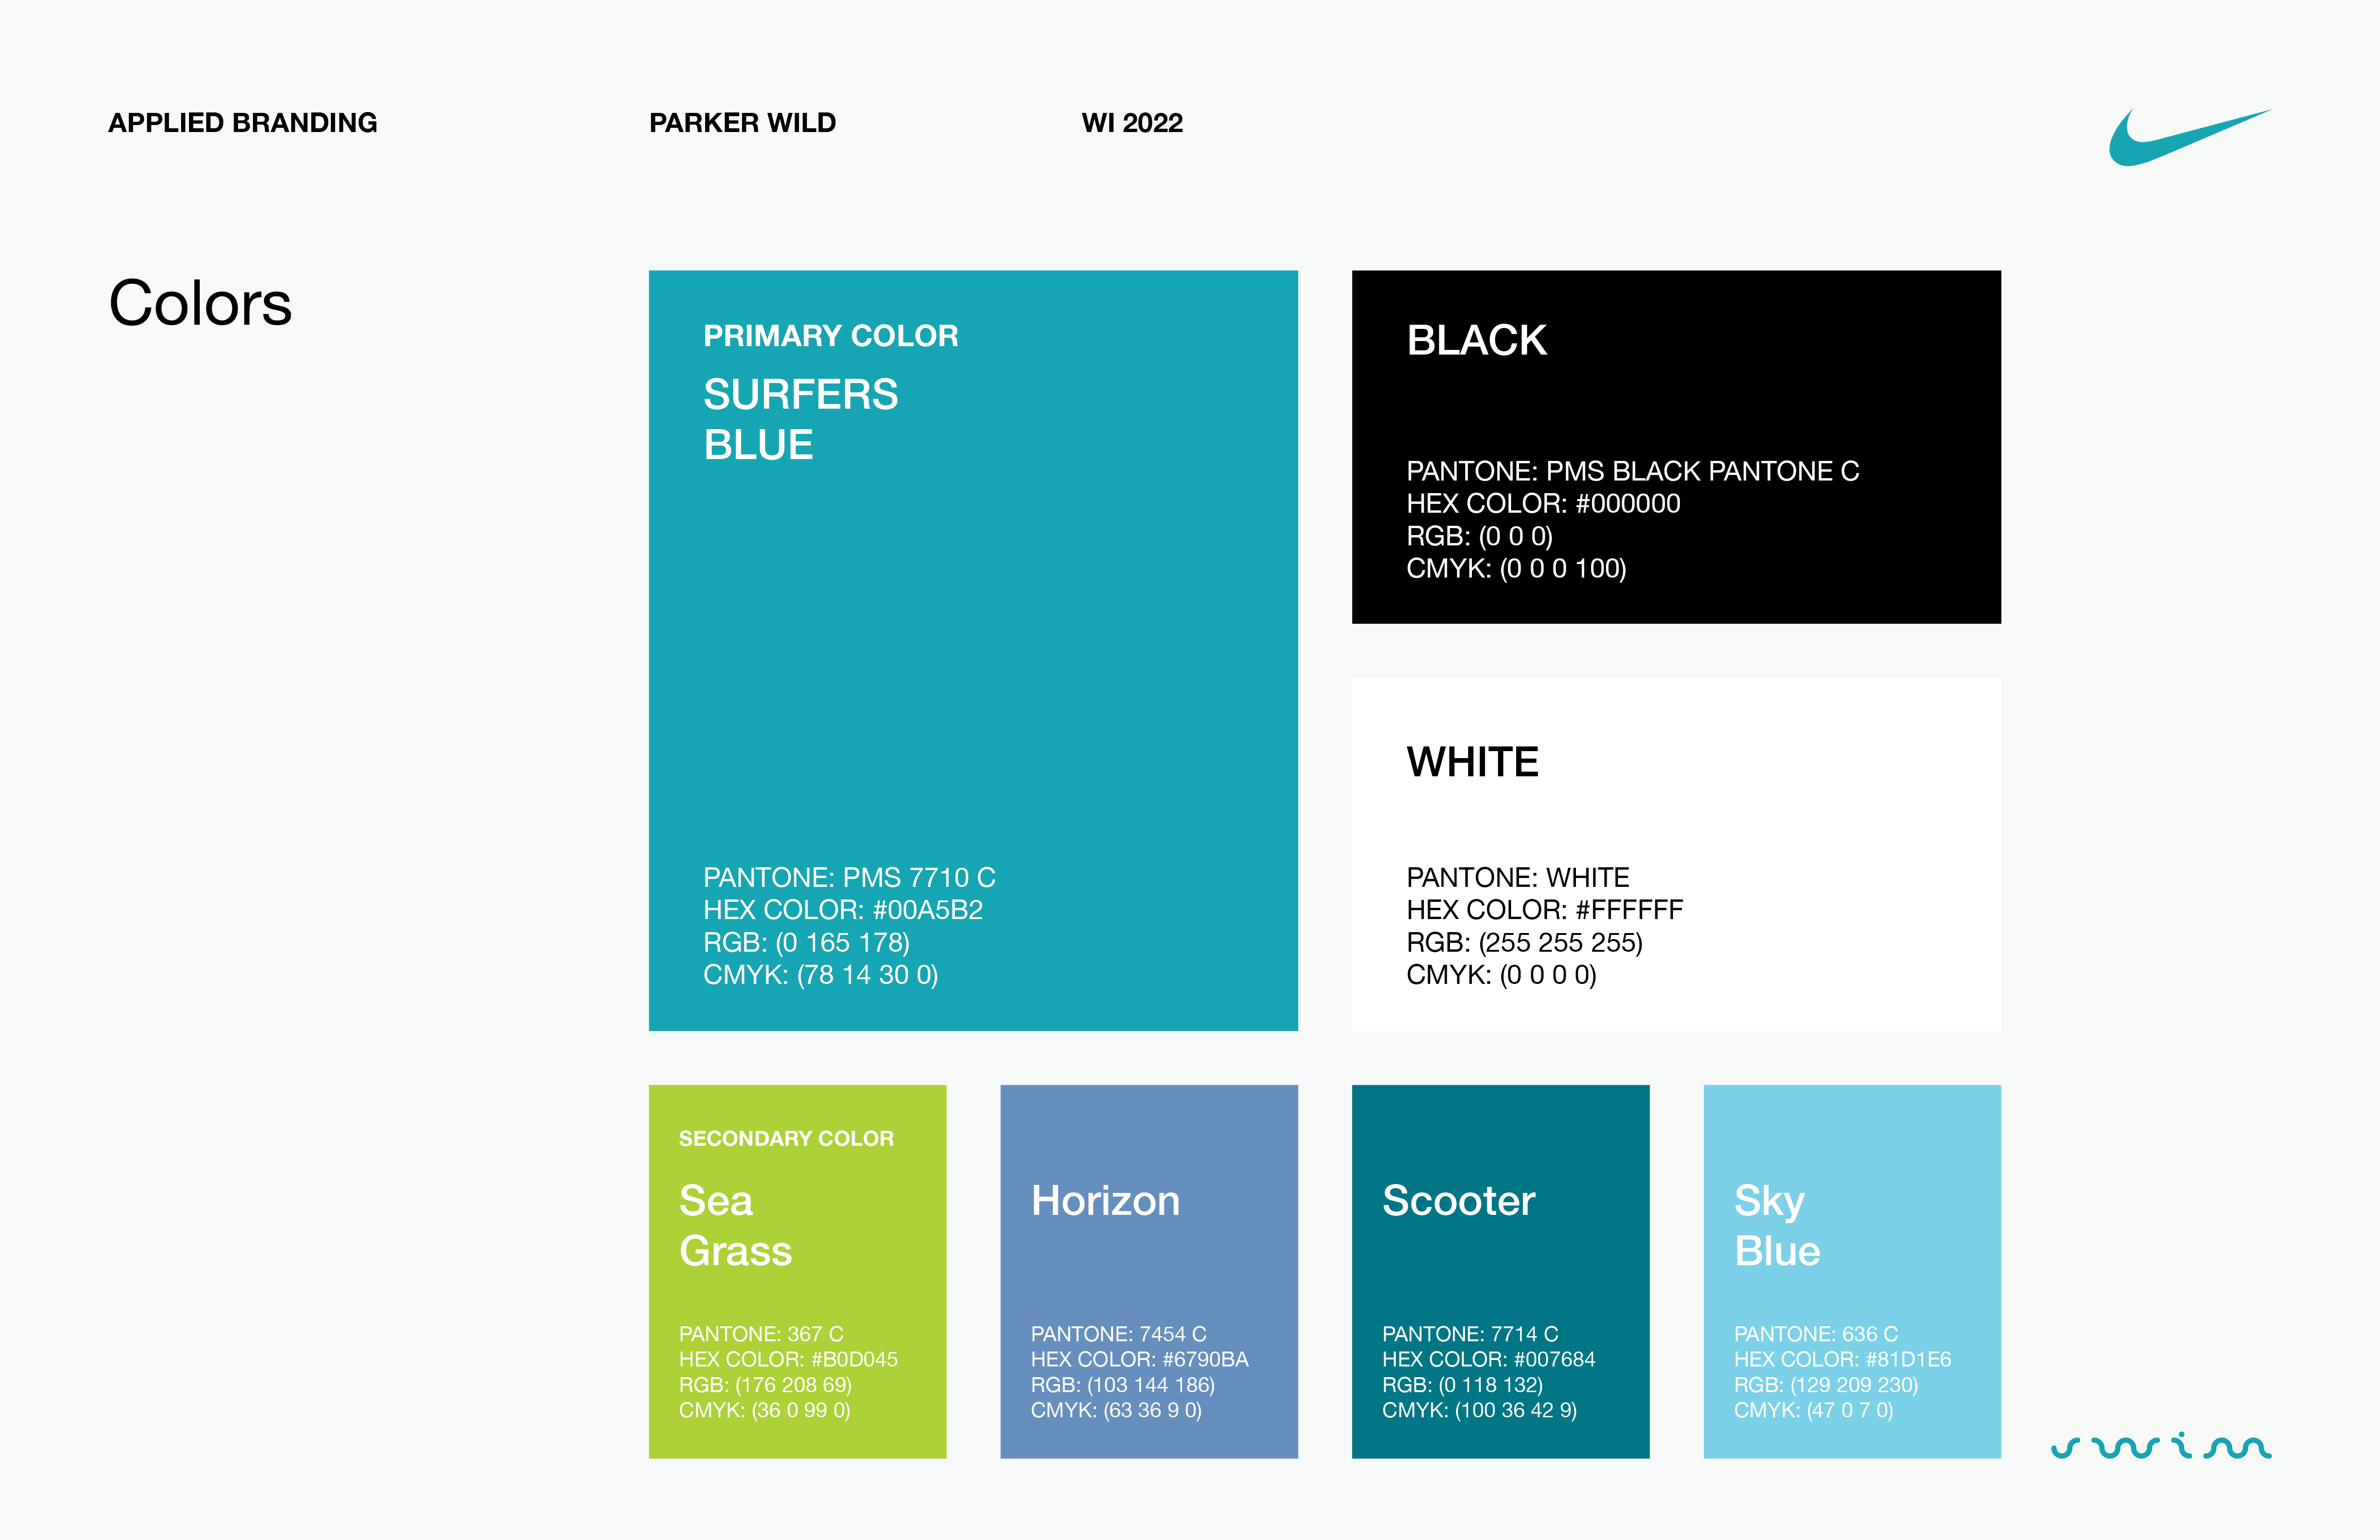 APPLIED BRANDING
PARKER WILD
WI 2022
Colors
PRIMARY COLOR
SURFERS
BLUE
PANTONE: PMS 7710 C
HEX COLOR: #00A5B2
RGB: (0 165 178)
CMYK: (78 14 30 0)
BLACK
PANTONE: PMS BLACK PANTONE C
HEX COLOR: #000000
RGB: (0 0 0)
CMYK: (0 0 0 100)
WHITE
PANTONE: WHITE
HEX COLOR: #FFFFFF
RGB: (255 255 255)
CMYK: (0 0 0 0)
SECONDARY COLOR
Sea
Grass
PANTONE: 367 C
HEX COLOR: #B0D045
RGB: (176 208 69)
CMYK: (36 0 99 0)
Horizon
PANTONE: 7454 C
HEX COLOR: #6790BA
RGB: (103 144 186)
CMYK: (63 36 9 0)
Scooter
PANTONE: 7714 C
HEX COLOR: #007684
RGB: (0 118 132)
CMYK: (100 36 42 9)
Sky
Blue
PANTONE: 636 C
HEX COLOR: #81D1E6
RGB: (129 209 230)
CMYK: (47 0 7 0)
swim